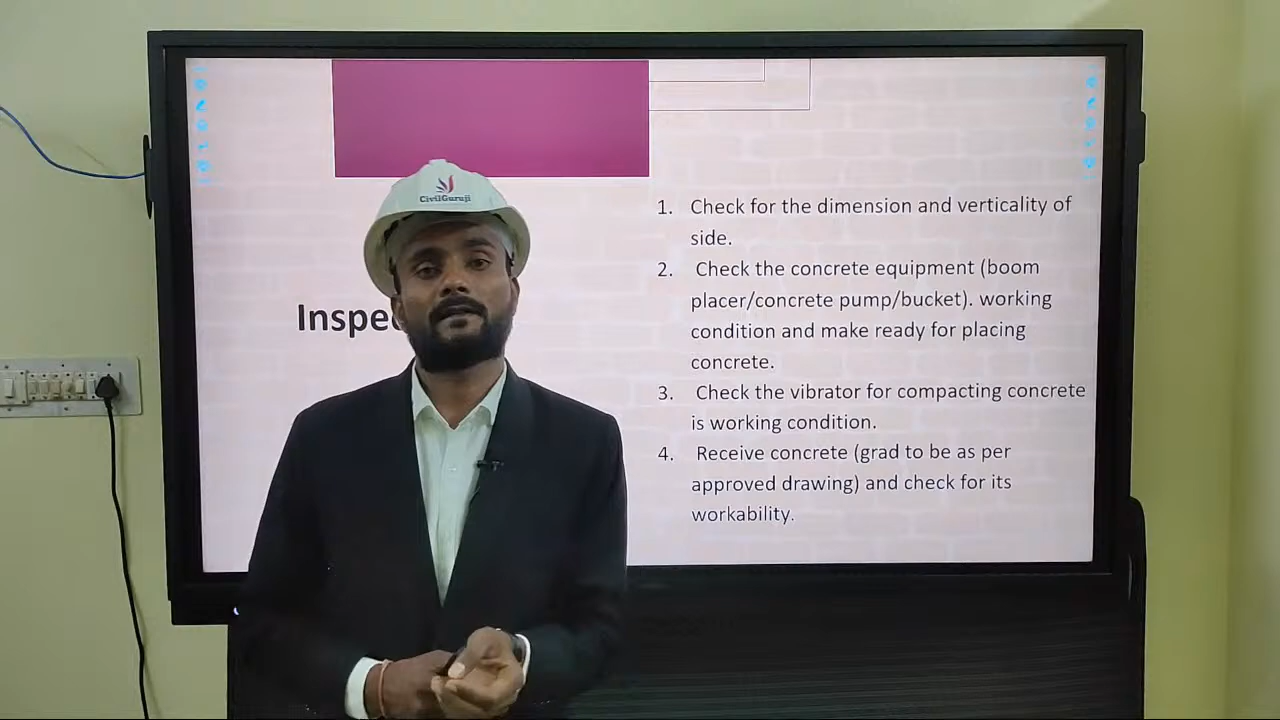 CivilGuruji
1. Check for the dimension and verticality of
side.
2. Check the concrete equipment (boom
placer/concrete pump/bucket). working
condition and make ready for placing
concrete.
3. Check the vibrator for compacting concrete
is working condition.
4. Receive concrete (grad to be as per
approved drawing) and check for its
workability.